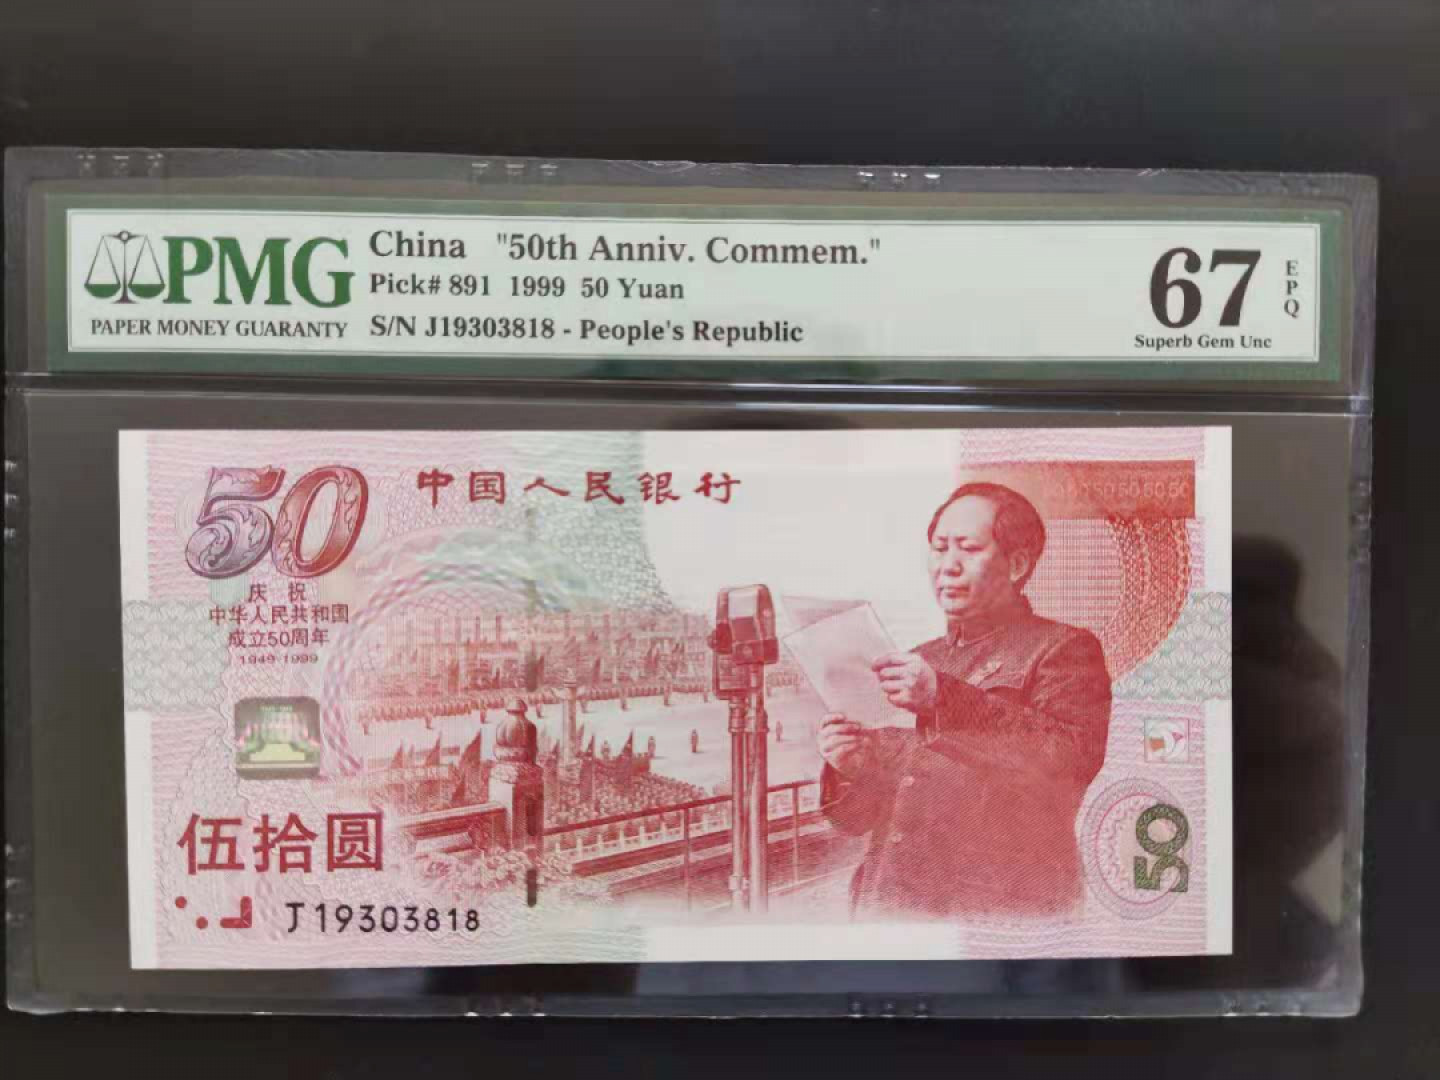 PMG
PAPER MONEY GUARANTY
China "50th Anniv. Commem."
Pick# 891 1999 50 Yuan
S/N J19303818 - People's Republic
67
EPQ
Superb Gem Unc
50
中国人民银行
庆祝
中华人民共和国
成立50周年
1949-1999
伍拾圆
J19303818
50